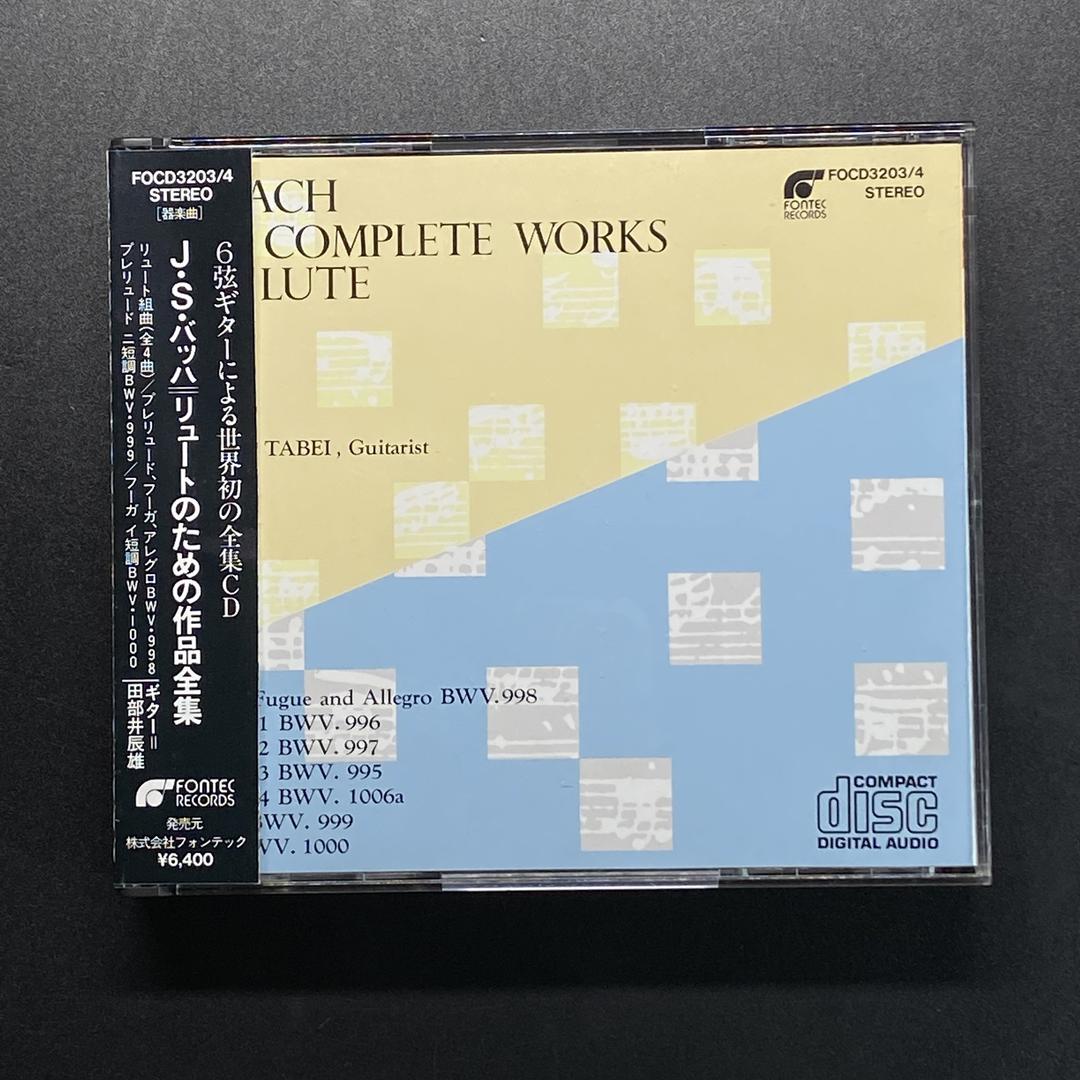 FOCD3203/4
STEREO
[器楽曲]
6弦ギターによる世界初の全集CD
J・S・バッハ＝リュートのための作品全集
リュート組曲(全4曲)／プレリュード、フーガ、アレグロBWV・998
プレリュード ニ短調BWV・999／フーガ イ短調BWV・1000
ギター＝
田部井辰雄
FONTEC
RECORDS
発売元
株式会社フォンテック
¥6,400
ACH
COMPLETE WORKS
LUTE
FONTEC
RECORDS
FOCD3203/4
STEREO
TABEI, Guitarist
Fugue and Allegro BWV.998
1 BWV. 996
2 BWV. 997
3 BWV. 995
4 BWV. 1006a
BWV. 999
WV. 1000
COMPACT
disc
DIGITAL AUDIO